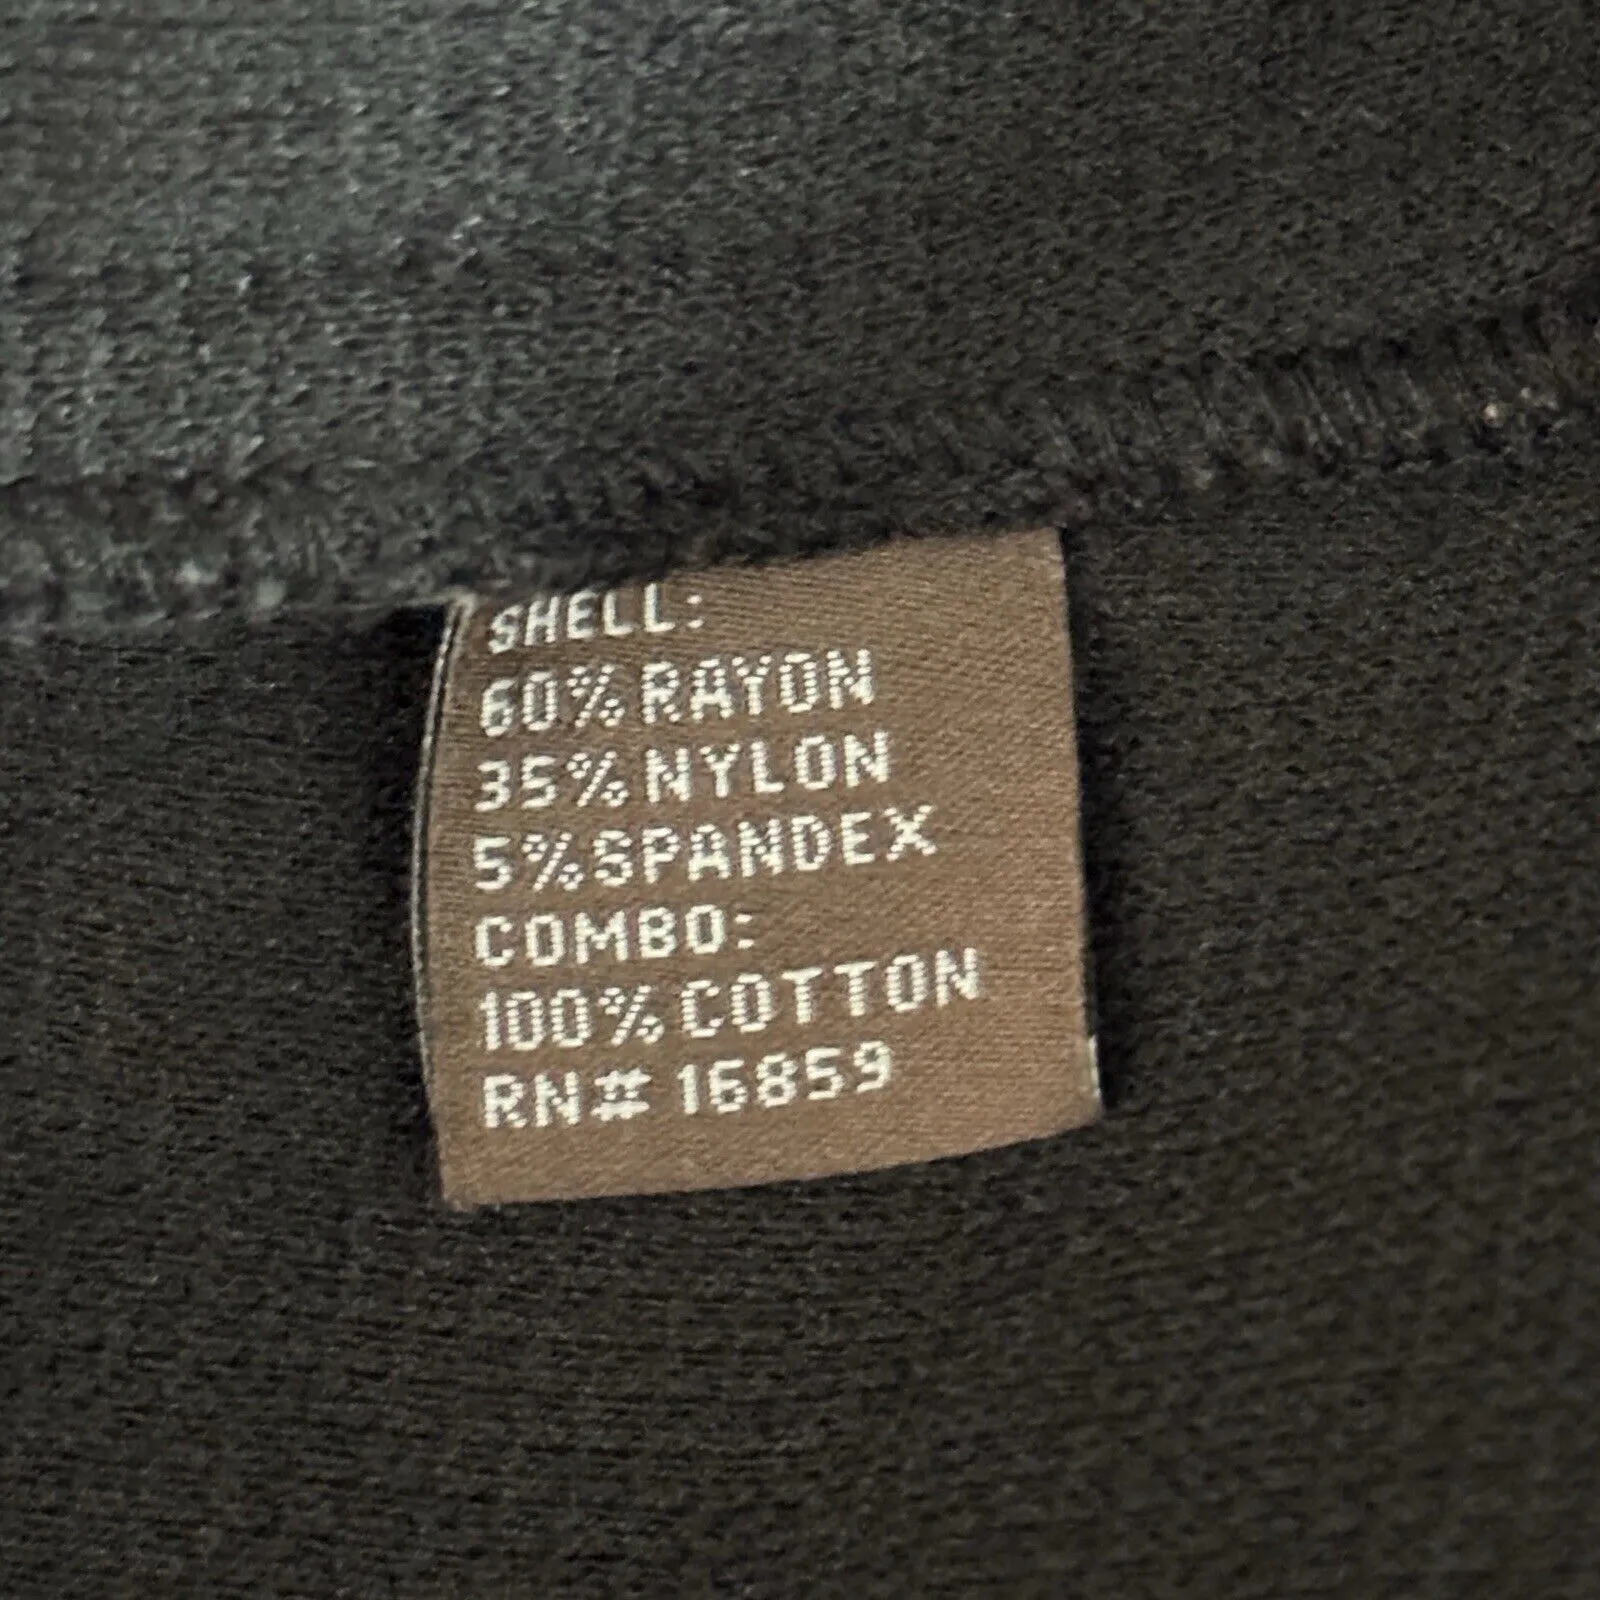 SHELL:
60% RAYON
35% NYLON
5% SPANDEX
COMBO:
100% COTTON
RN# 16859